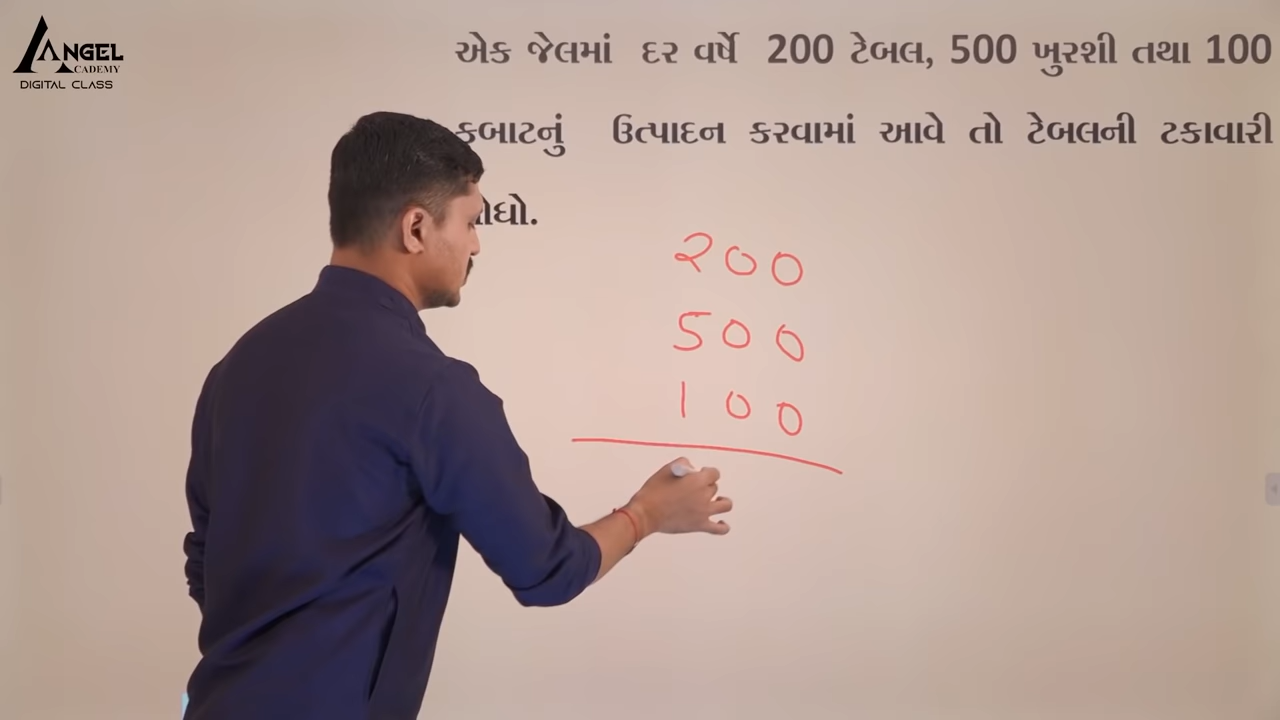 ANGEL
ACADEMY
DIGITAL CLASS
એક જેલમાં દર વર્ષે 200 ટેબલ, 500 ખુરશી તથા 100
કબાટનું ઉત્પાદન કરવામાં આવે તો ટેબલની ટકાવારી
200
500
100